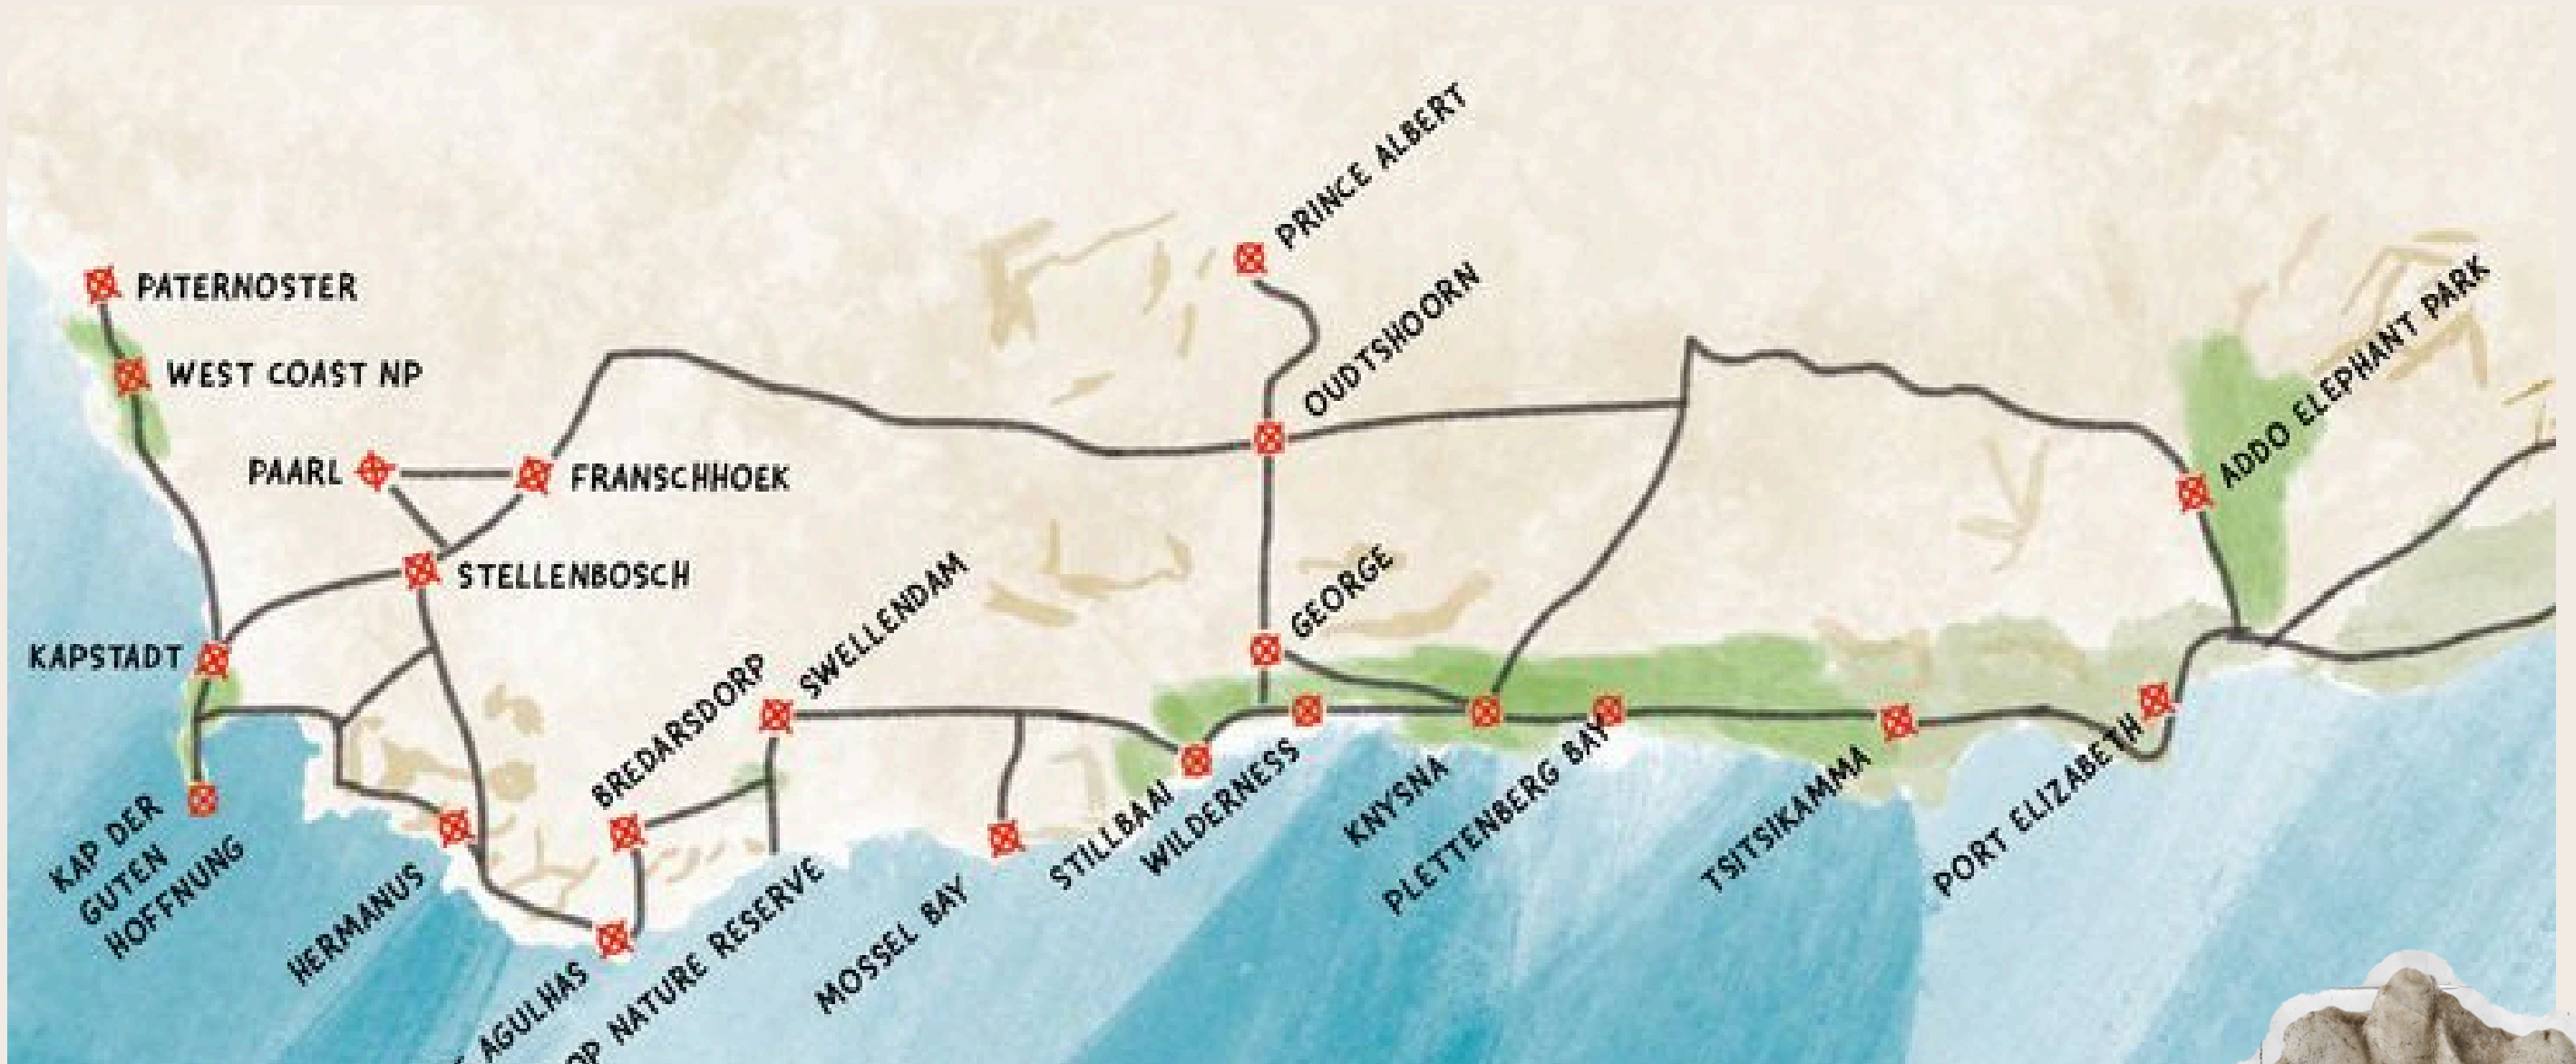 PRINCE ALBERT
PATERNOSTER
OUDTSHOORN
WEST COAST NP
ADDO ELEPHANT PARK
PAARL
FRANSCHHOEK
STELLENBOSCH
GEORGE
KAPSTADT
SWELLENDAM
BREDARSDORP
KAP DER
GUTEN
HOFFNUNG
HERMANUS
AGULHAS
NATURE RESERVE
MOSSEL BAY
STILLBAAI
WILDERNESS
KNYSNA
PLETTENBERG BAY
TSITSIKAMMA
PORT ELIZABETH